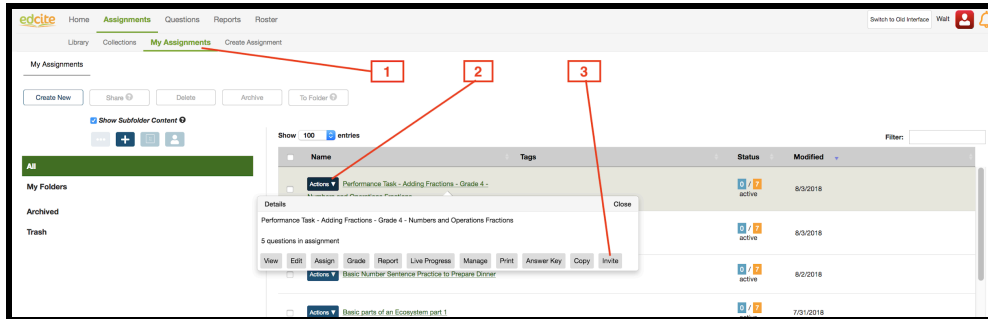 edcite Home Assignments Questions Reports Roster Switch to Old Interface Walt
Library Collections My Assignments Create Assignment
My Assignments
1 2 3
Create New Share Delete Archive To Folder
Show Subfolder Content
Show 100 entries Filter:
Name Tags Status Modified
All
My Folders
Archived
Trash
Actions Performance Task - Adding Fractions - Grade 4 - 0 / 7 active 8/3/2018
Numbers and Operations Fractions
Details Close
Performance Task - Adding Fractions - Grade 4 - Numbers and Operations Fractions
5 questions in assignment
View Edit Assign Grade Report Live Progress Manage Print Answer Key Copy Invite
0 / 7 active 8/3/2018
Actions Basic Number Sentence Practice to Prepare Dinner 0 / 7 active 8/2/2018
Actions Basic parts of an Ecosystem part 1 0 / 7 7/31/2018